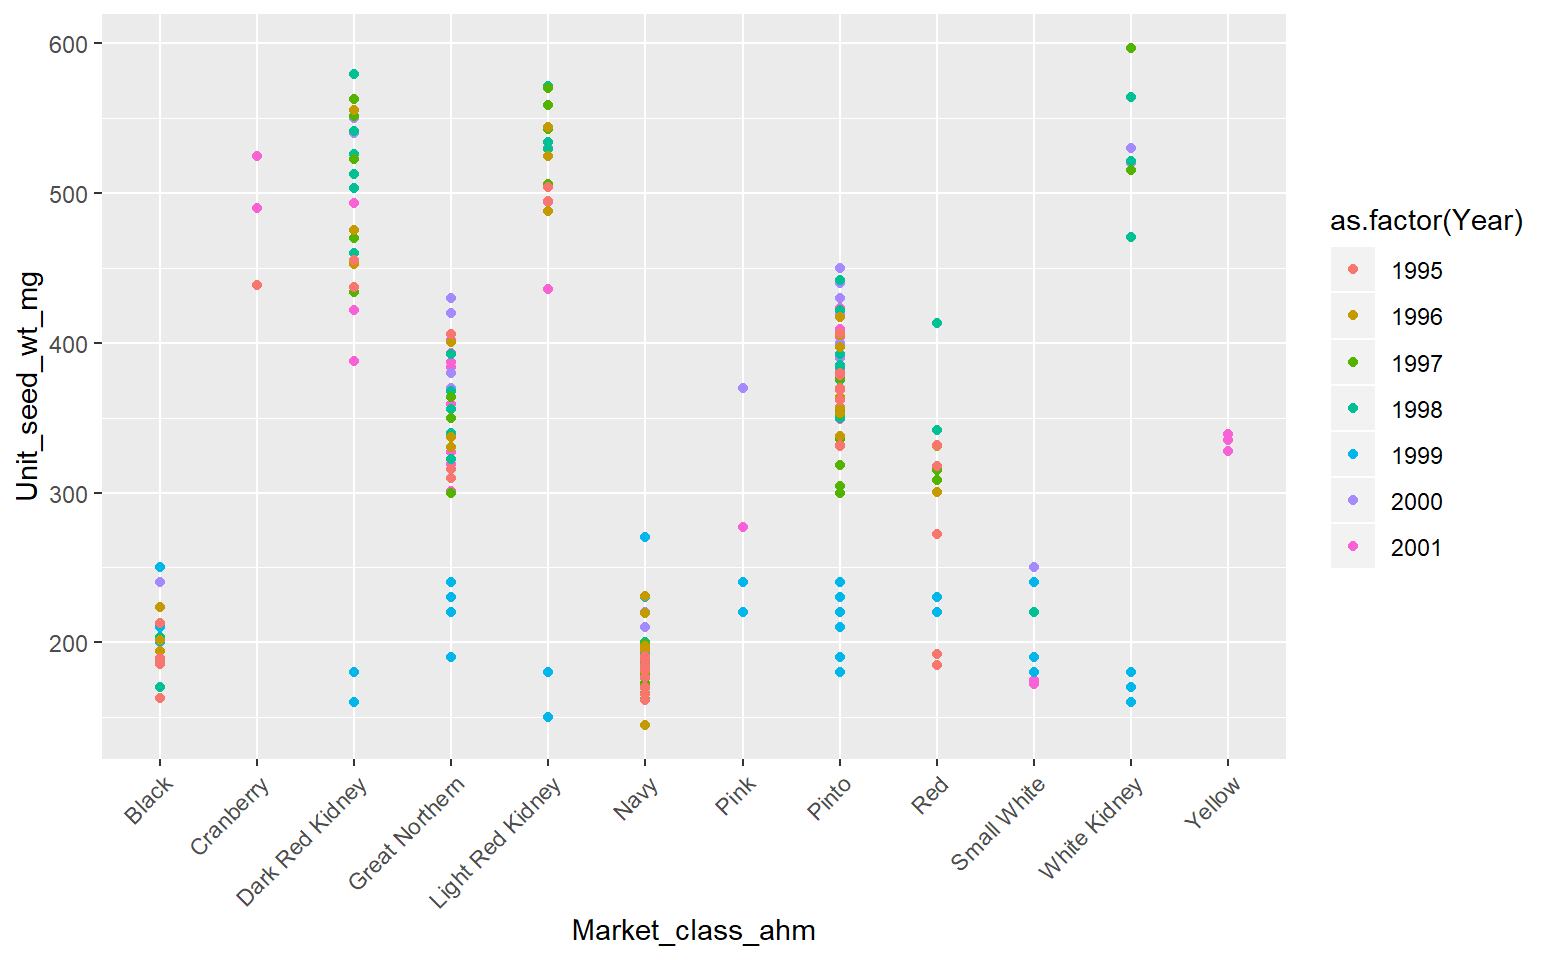 600
500
400
300
200
Unit_seed_wt_mg
Black
Cranberry
Dark Red Kidney
Great Northern
Light Red Kidney
Navy
Pink
Pinto
Red
Small White
White Kidney
Yellow
Market_class_ahm
as.factor(Year)
1995
1996
1997
1998
1999
2000
2001